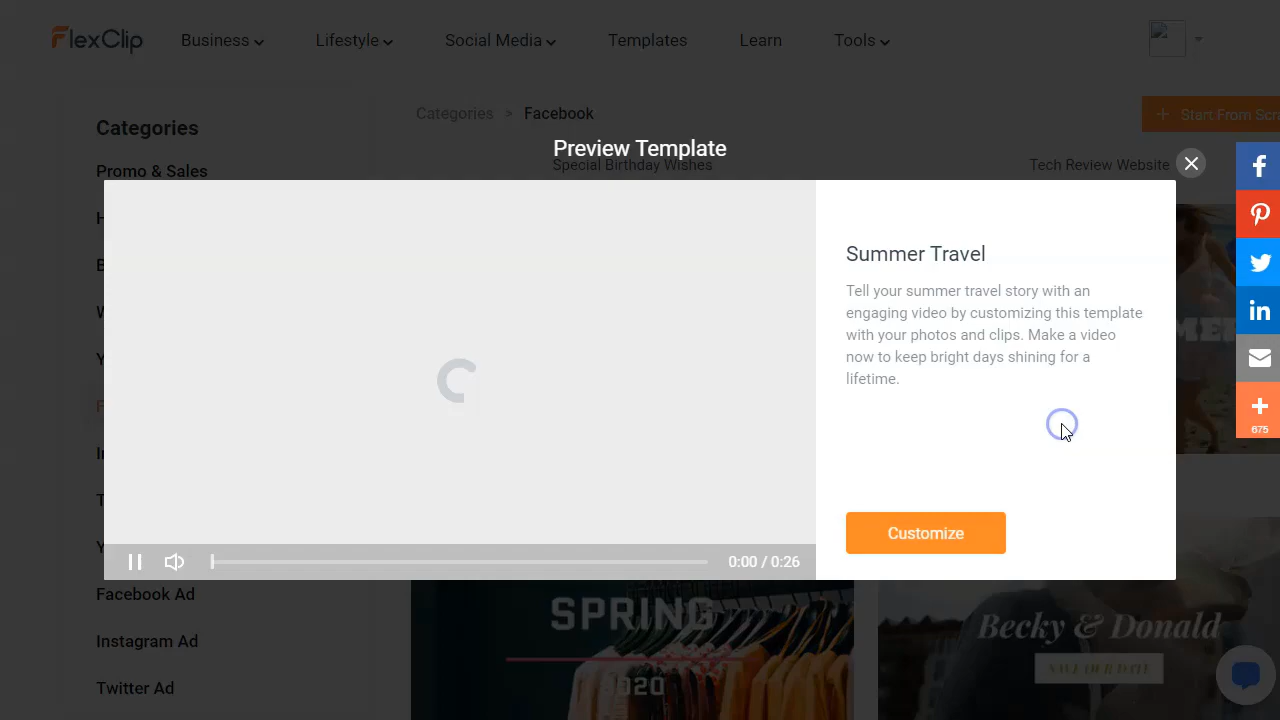 FlexClip
Business
Lifestyle
Social Media
Templates
Learn
Tools
Categories
Categories > Facebook
+ Start From Scr
Preview Template
Special Birthday Wishes
Tech Review Website
Promo & Sales
Summer Travel
Tell your summer travel story with an
engaging video by customizing this template
with your photos and clips. Make a video
now to keep bright days shining for a
lifetime.
675
Customize
0:00 / 0:26
Facebook Ad
Instagram Ad
Twitter Ad
SPRING
2020
Becky & Donald
SAVE OUR DATE